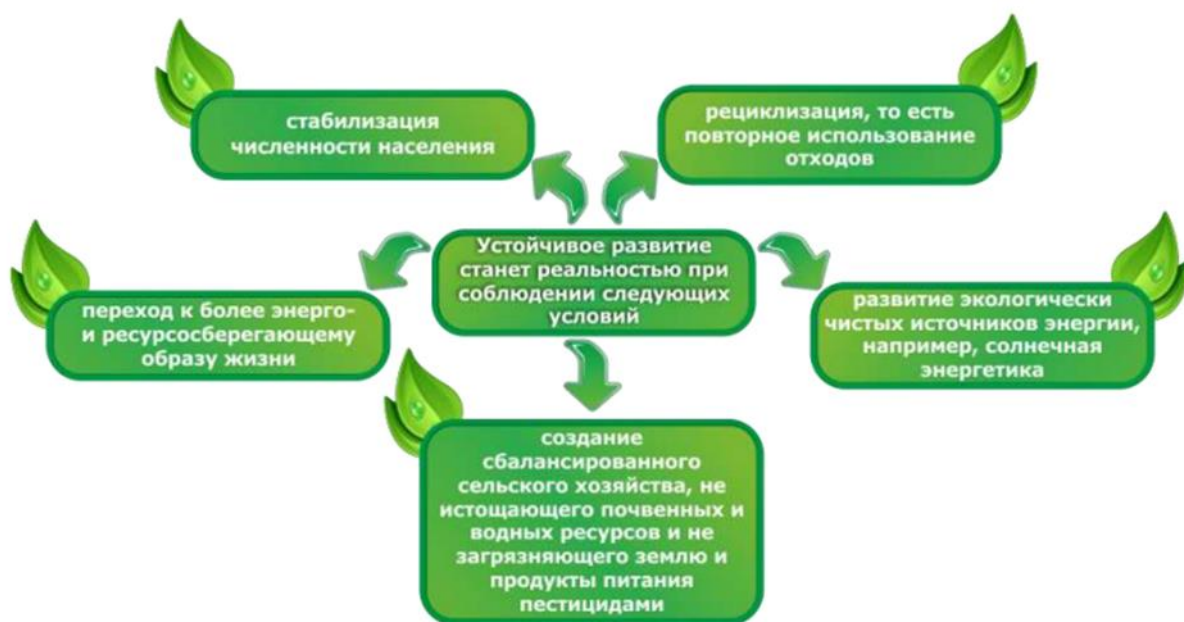 стабилизация
численности населения
рециклизация, то есть
повторное использование
отходов
Устойчивое развитие
станет реальностью при
соблюдении следующих
условий
переход к более энерго-
и ресурсосберегающему
образу жизни
развитие экологически
чистых источников энергии,
например, солнечная
энергетика
создание
сбалансированного
сельского хозяйства, не
истощающего почвенных и
водных ресурсов и не
загрязняющего землю и
продукты питания
пестицидами